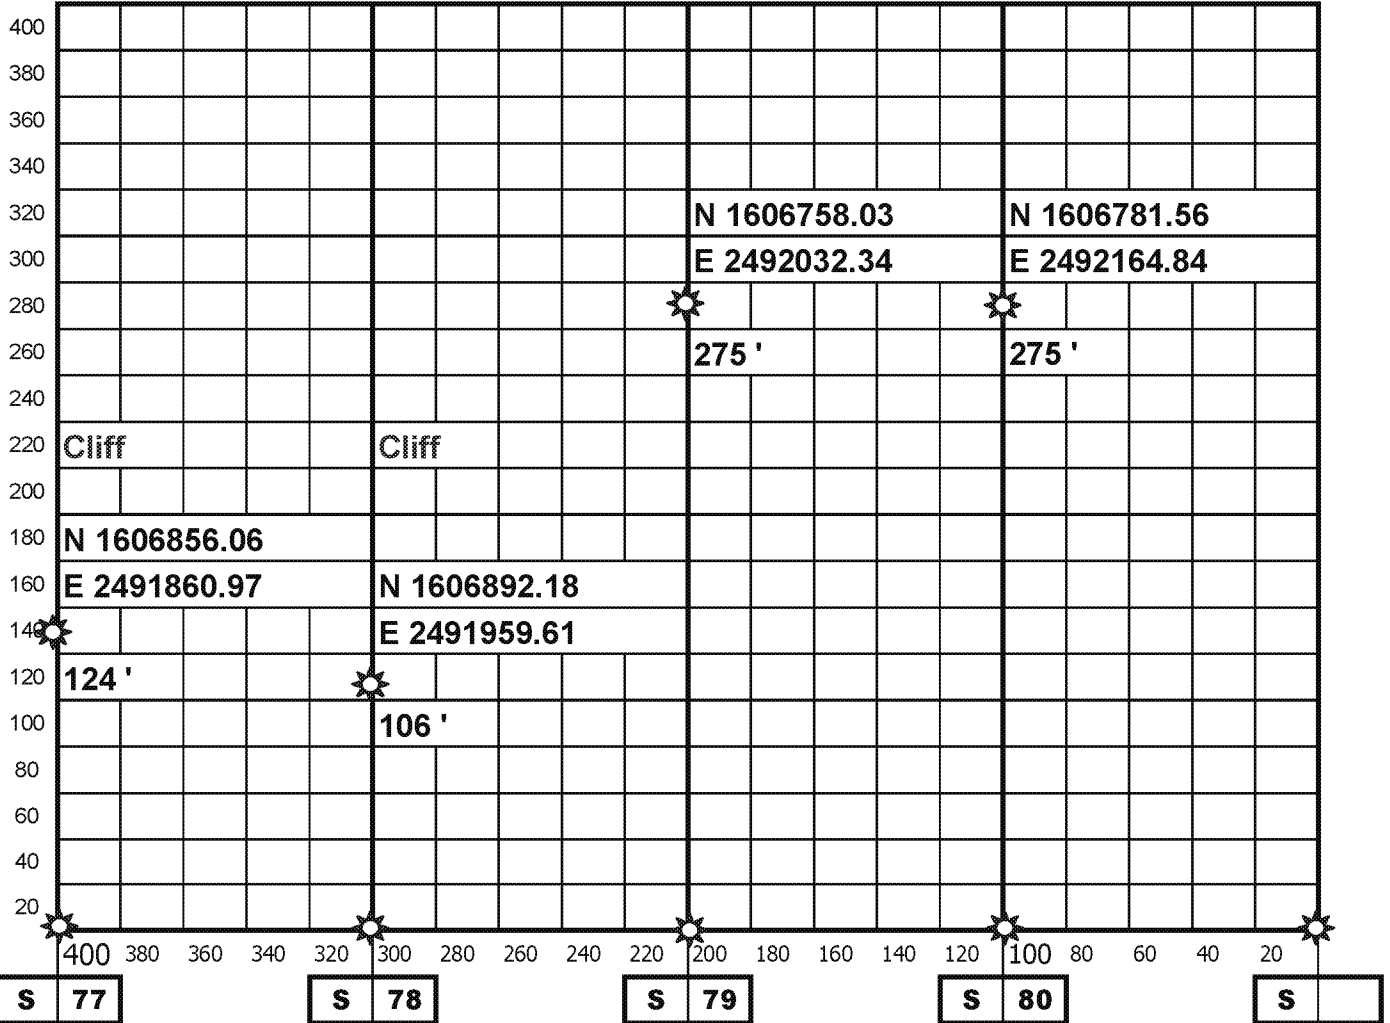 400
380
360
340
320 N 1606758.03 N 1606781.56
300 E 2492032.34 E 2492164.84
280
260 275 ' 275 '
240
220 Cliff Cliff
200
180 N 1606856.06
160 E 2491860.97 N 1606892.18
140 E 2491959.61
120 124 '
100 106 '
80
60
40
20
400 380 360 340 320 300 280 260 240 220 200 180 160 140 120 100 80 60 40 20
S 77 S 78 S 79 S 80 S